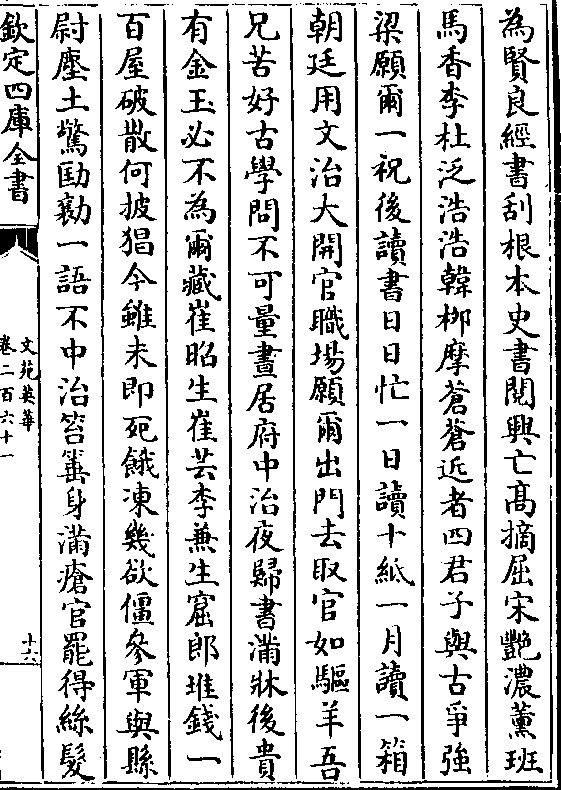 為賢良經書刮根本史書閲興亡髙摘屈宋艷濃薫班
馬香李杜泛浩浩韓栁摩蒼蒼近者四君子與古爭強
梁願爾一祝後讀書日日忙一日讀十紙一月讀一箱
朝廷用文治大開官職場願爾出門去取官如驅羊吾
兄苦好古學問不可量晝居府中治夜歸書滿牀後貴
有金玉必不為爾藏崔昭生崔芸李兼生窟郎堆錢一
百屋破散何披猖今雖未即死餓凍幾欲僵參軍與縣
尉塵土驚劻勷一語不中治笞箠身滿瘡官罷得絲髮
欽定四庫全書
文苑英華
卷二百六十一
十六